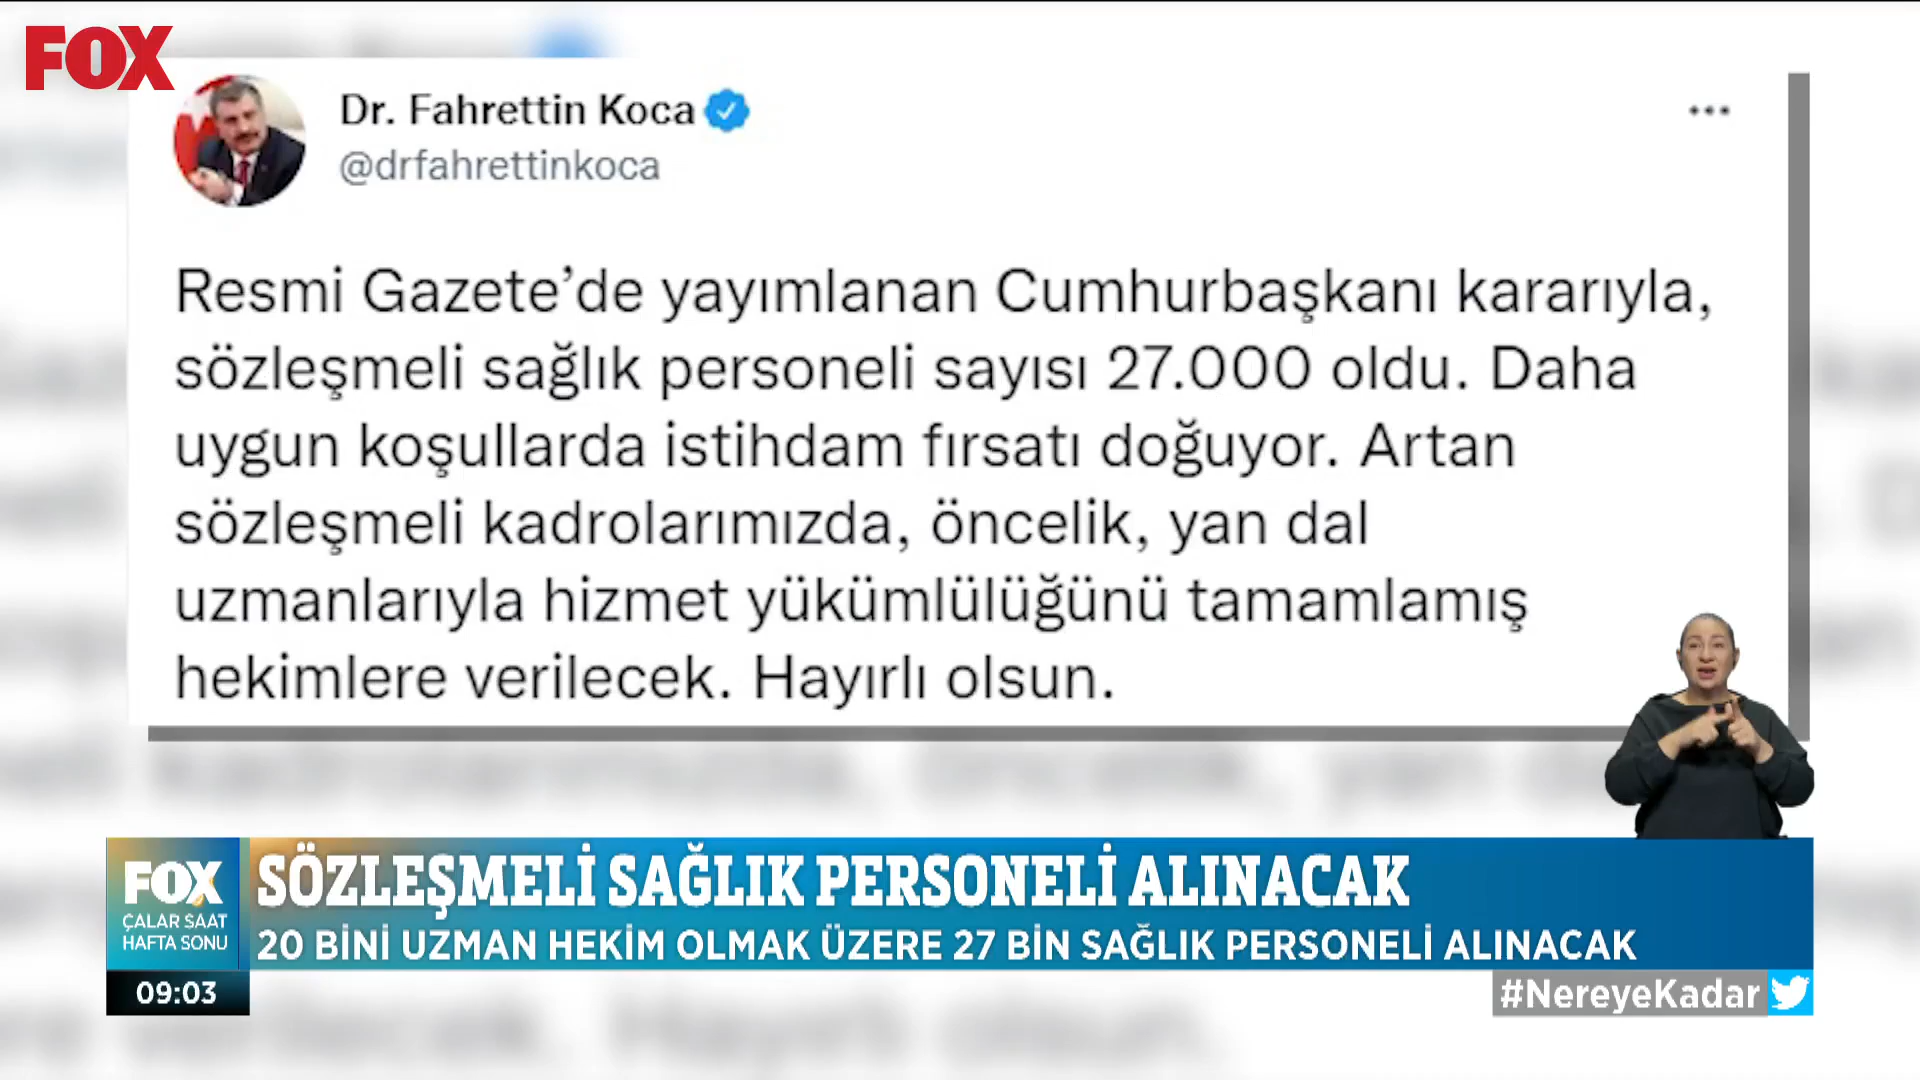 FOX
Dr. Fahrettin Koca
@drfahrettinkoca
Resmi Gazete’de yayımlanan Cumhurbaşkanı kararıyla,
sözleşmeli sağlık personeli sayısı 27.000 oldu. Daha
uygun koşullarda istihdam fırsatı doğuyor. Artan
sözleşmeli kadrolarımızda, öncelik, yan dal
uzmanlarıyla hizmet yükümlülüğünü tamamlamış
hekimlere verilecek. Hayırlı olsun.
FOX
ÇALAR SAAT
HAFTA SONU
SÖZLEŞMELİ SAĞLIK PERSONELİ ALINACAK
20 BİNİ UZMAN HEKİM OLMAK ÜZERE 27 BİN SAĞLIK PERSONELİ ALINACAK
09:03
#NereyeKadar